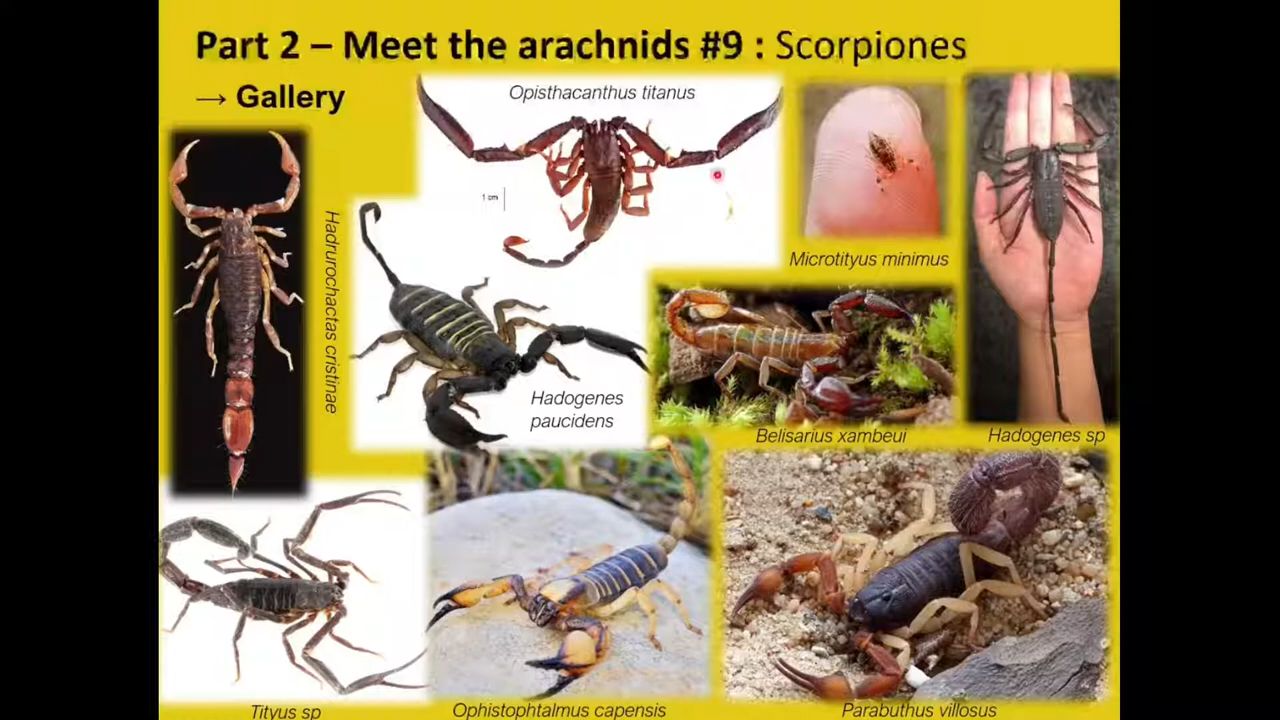 Part 2 – Meet the arachnids #9 : Scorpiones
→ Gallery
Opisthacanthus titanus
1 cm
Microtityus minimus
Hadrurochactas cristinae
Hadogenes
paucidens
Belisarius xambeui
Hadogenes sp
Tityus sp
Ophistophtalmus capensis
Parabuthus villosus